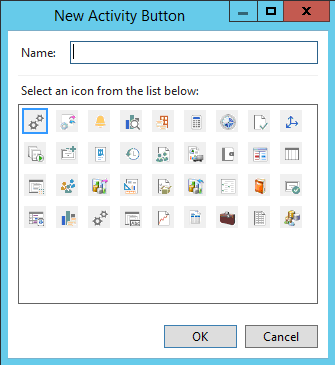 New Activity Button
Name:
Select an icon from the list below:
OK
Cancel